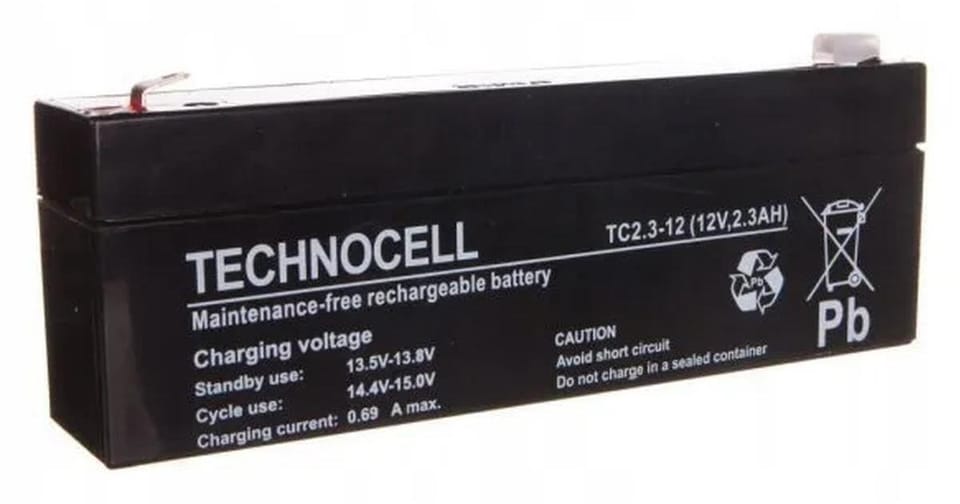 TECHNOCELL
TC2.3-12 (12V,2.3AH)
Maintenance-free rechargeable battery
Charging voltage
Standby use: 13.5V-13.8V
Cycle use: 14.4V-15.0V
Charging current: 0.69 A max.
CAUTION
Avoid short circuit
Do not charge in a sealed container
Pb
Pb